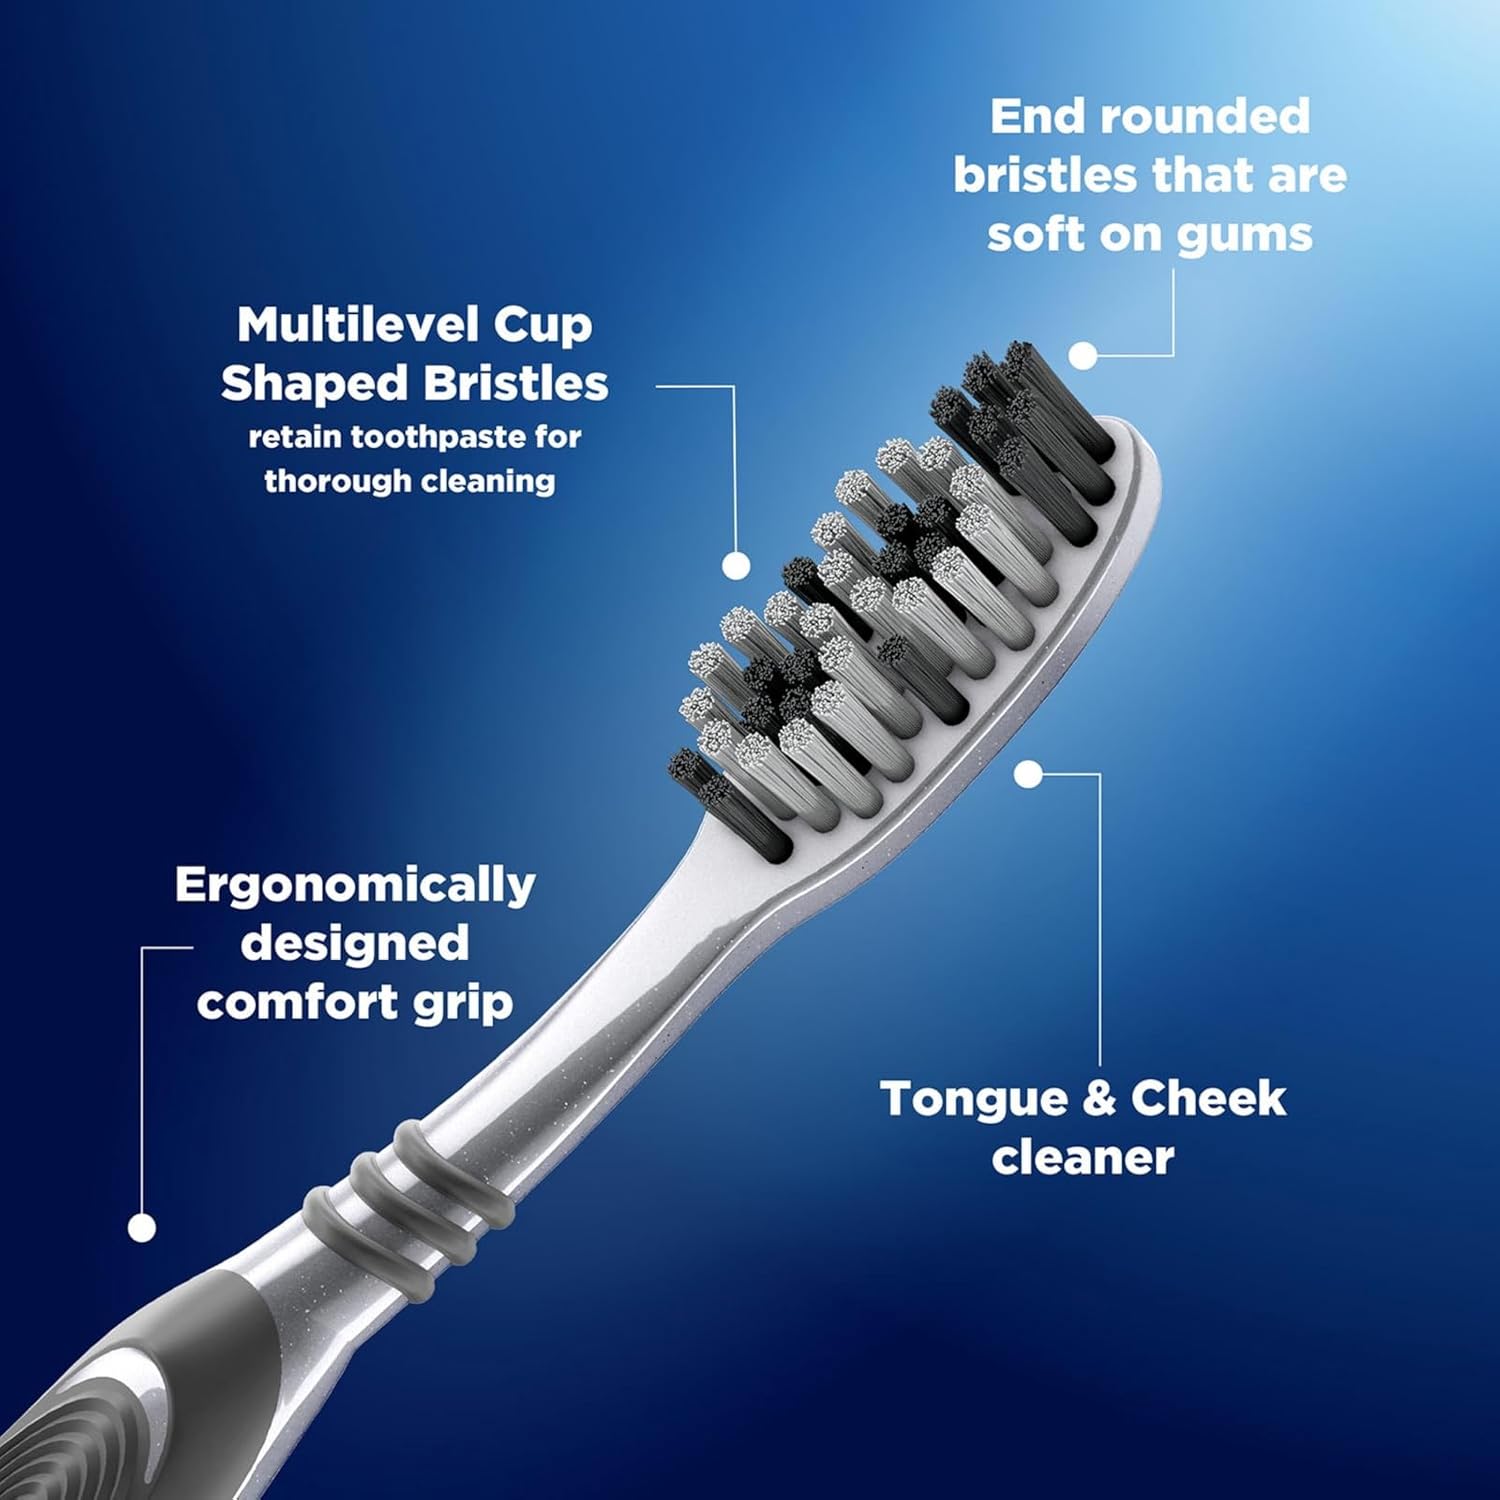 End rounded
bristles that are
soft on gums
Multilevel Cup
Shaped Bristles
retain toothpaste for
thorough cleaning
Ergonomically
designed
comfort grip
Tongue & Cheek
cleaner